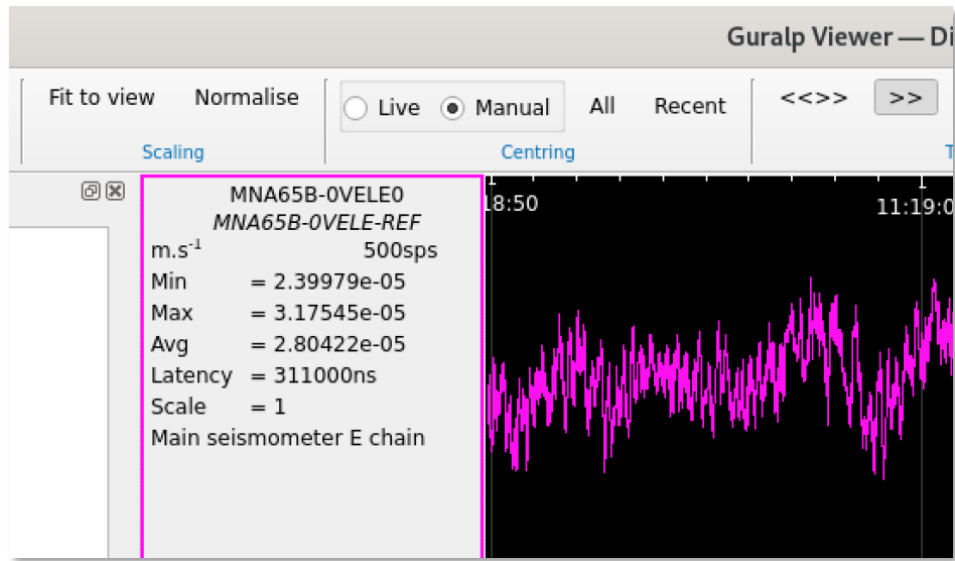 Guralp Viewer — Di
Fit to view Normalise Live Manual All Recent <<>> >>
Scaling Centring T
MNA65B-0VELE0
MNA65B-0VELE-REF
m.s-1 500sps
Min = 2.39979e-05
Max = 3.17545e-05
Avg = 2.80422e-05
Latency = 311000ns
Scale = 1
Main seismometer E chain
18:50 11:19:0